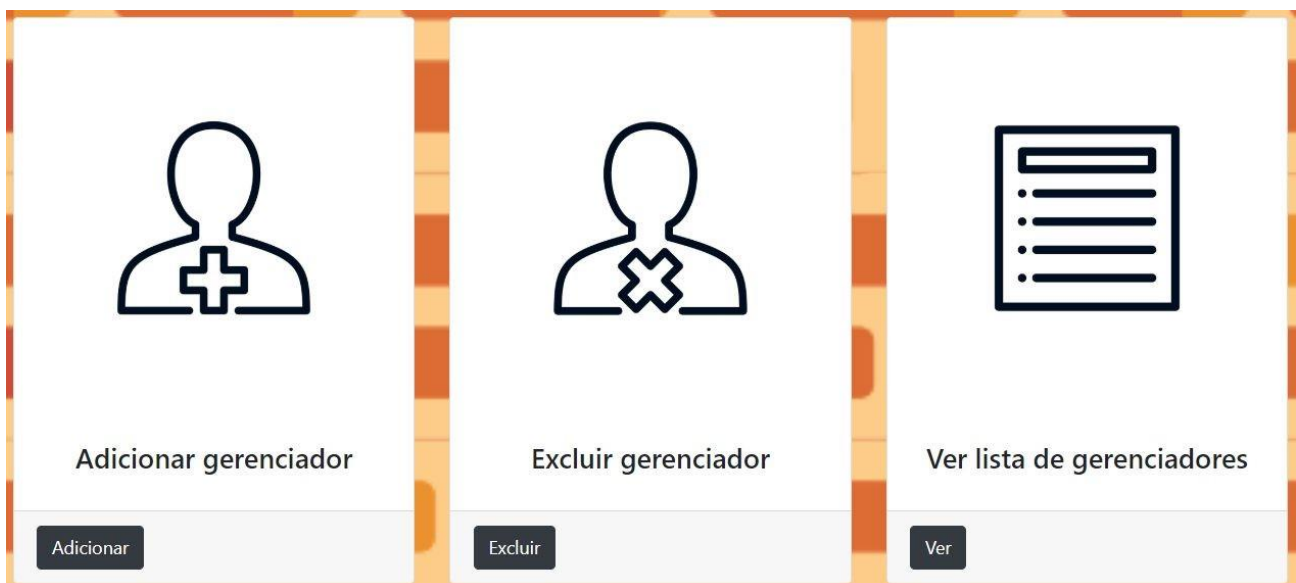 Adicionar gerenciador
Excluir gerenciador
Ver lista de gerenciadores
Adicionar
Excluir
Ver